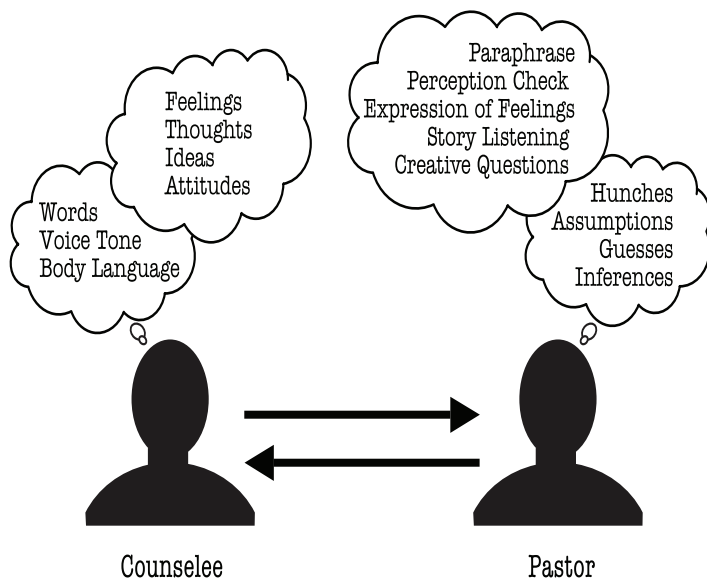 Feelings
Thoughts
Ideas
Attitudes
Words
Voice Tone
Body Language
Paraphrase
Perception Check
Expression of Feelings
Story Listening
Creative Questions
Hunches
Assumptions
Guesses
Inferences
Counselee
Pastor